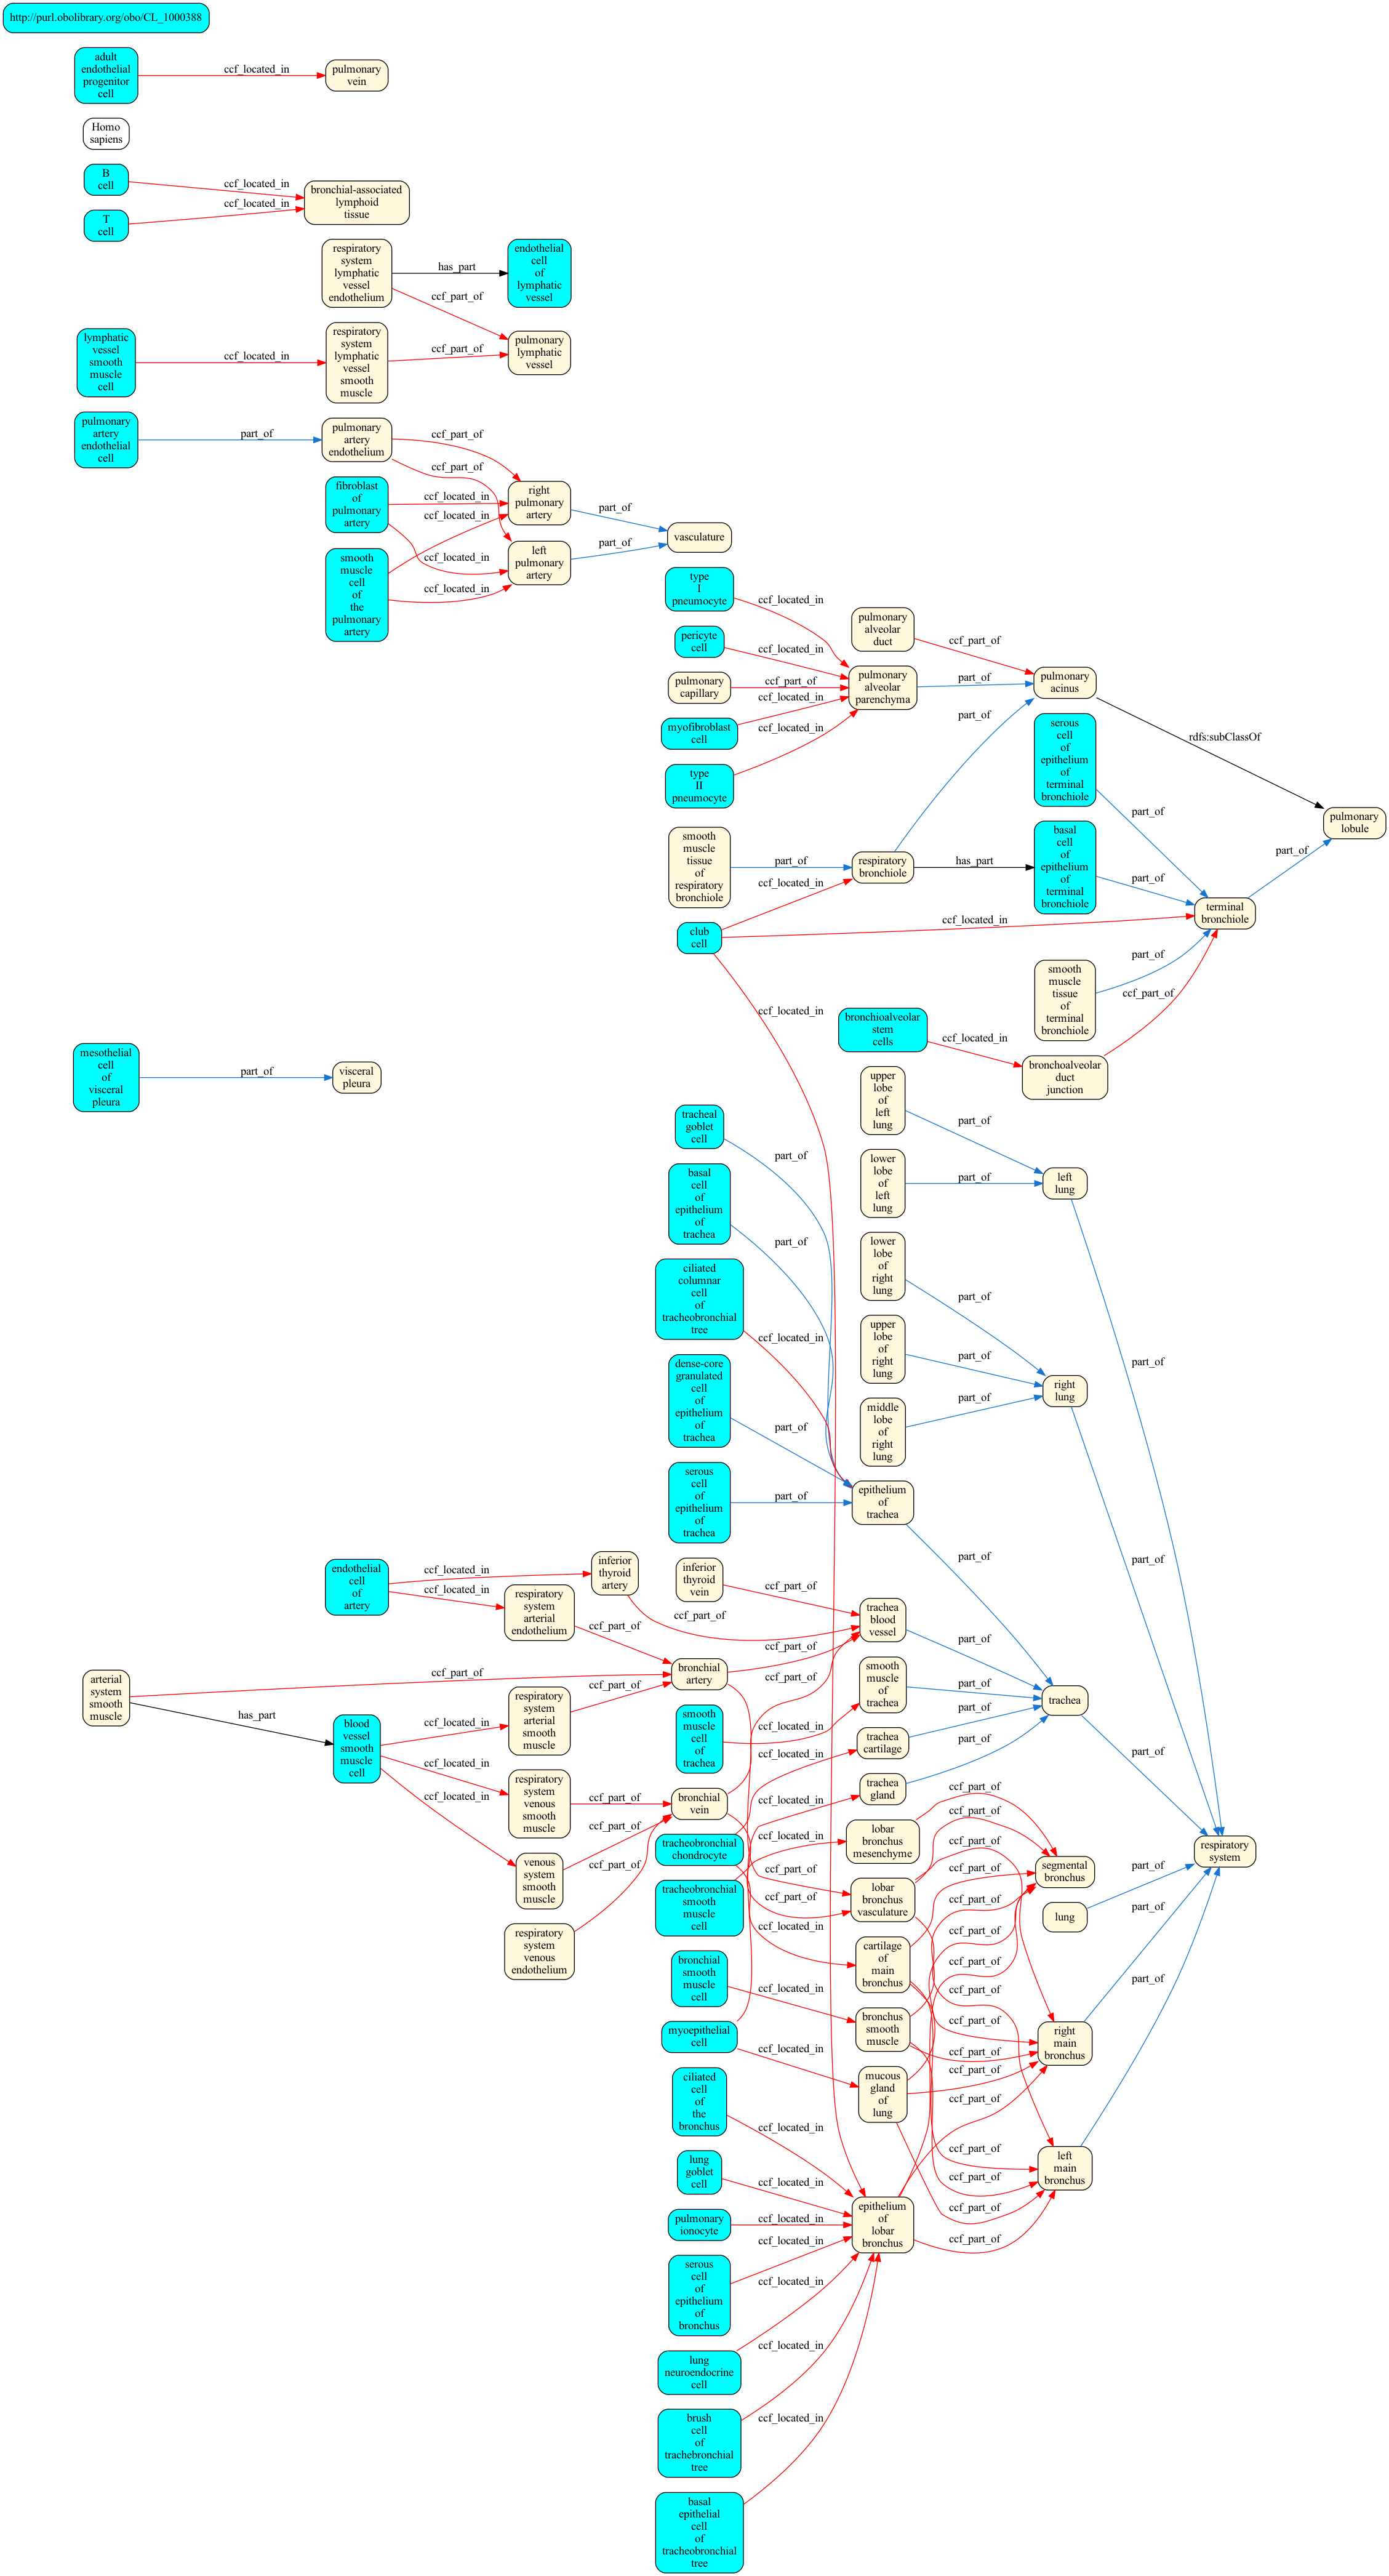 http://purl.obolibrary.org/obo/CL_1000388
adult
endothelial
progenitor
cell
ccf_located_in
pulmonary
vein
Homo
sapiens
B
cell
ccf_located_in
T
cell
ccf_located_in
bronchial-associated
lymphoid
tissue
respiratory
system
lymphatic
vessel
endothelium
has_part
endothelial
cell
of
lymphatic
vessel
ccf_part_of
lymphatic
vessel
smooth
muscle
cell
ccf_located_in
respiratory
system
lymphatic
vessel
smooth
muscle
ccf_part_of
pulmonary
lymphatic
vessel
pulmonary
artery
endothelial
cell
part_of
pulmonary
artery
endothelium
ccf_part_of
ccf_part_of
fibroblast
of
pulmonary
artery
ccf_located_in
ccf_located_in
right
pulmonary
artery
part_of
smooth
muscle
cell
of
the
pulmonary
artery
ccf_located_in
ccf_located_in
left
pulmonary
artery
part_of
vasculature
type
I
pneumocyte
ccf_located_in
pericyte
cell
ccf_located_in
pulmonary
capillary
ccf_part_of
myofibroblast
cell
ccf_located_in
type
II
pneumocyte
ccf_located_in
pulmonary
alveolar
duct
ccf_part_of
pulmonary
alveolar
parenchyma
part_of
pulmonary
acinus
part_of
rdfs:subClassOf
serous
cell
of
epithelium
of
terminal
bronchiole
part_of
pulmonary
lobule
smooth
muscle
tissue
of
respiratory
bronchiole
part_of
respiratory
bronchiole
has_part
basal
cell
of
epithelium
of
terminal
bronchiole
part_of
part_of
ccf_located_in
club
cell
ccf_located_in
terminal
bronchiole
ccf_located_in
smooth
muscle
tissue
of
terminal
bronchiole
part_of
ccf_part_of
bronchioalveolar
stem
cells
ccf_located_in
bronchoalveolar
duct
junction
mesothelial
cell
of
visceral
pleura
part_of
visceral
pleura
upper
lobe
of
left
lung
part_of
lower
lobe
of
left
lung
part_of
left
lung
part_of
tracheal
goblet
cell
part_of
basal
cell
of
epithelium
of
trachea
part_of
ciliated
columnar
cell
of
tracheobronchial
tree
ccf_located_in
lower
lobe
of
right
lung
part_of
upper
lobe
of
right
lung
part_of
middle
lobe
of
right
lung
part_of
right
lung
part_of
dense-core
granulated
cell
of
epithelium
of
trachea
part_of
serous
cell
of
epithelium
of
trachea
part_of
epithelium
of
trachea
part_of
endothelial
cell
of
artery
ccf_located_in
ccf_located_in
inferior
thyroid
artery
ccf_part_of
inferior
thyroid
vein
ccf_part_of
respiratory
system
arterial
endothelium
ccf_part_of
trachea
blood
vessel
part_of
arterial
system
smooth
muscle
ccf_part_of
has_part
bronchial
artery
ccf_part_of
ccf_part_of
smooth
muscle
of
trachea
part_of
trachea
part_of
blood
vessel
smooth
muscle
cell
ccf_located_in
ccf_located_in
ccf_located_in
respiratory
system
arterial
smooth
muscle
ccf_part_of
smooth
muscle
cell
of
trachea
ccf_located_in
trachea
cartilage
part_of
respiratory
system
venous
smooth
muscle
ccf_part_of
bronchial
vein
ccf_located_in
trachea
gland
part_of
venous
system
smooth
muscle
ccf_part_of
tracheobronchial
chondrocyte
ccf_located_in
respiratory
system
venous
endothelium
ccf_part_of
tracheobronchial
smooth
muscle
cell
ccf_located_in
ccf_part_of
ccf_part_of
ccf_located_in
lobar
bronchus
mesenchyme
ccf_part_of
lobar
bronchus
vasculature
ccf_part_of
ccf_part_of
ccf_part_of
segmental
bronchus
respiratory
system
part_of
lung
part_of
cartilage
of
main
bronchus
ccf_part_of
ccf_part_of
ccf_part_of
bronchial
smooth
muscle
cell
ccf_located_in
bronchus
smooth
muscle
ccf_part_of
ccf_part_of
ccf_part_of
right
main
bronchus
part_of
myoepithelial
cell
ccf_located_in
mucous
gland
of
lung
ccf_part_of
ccf_part_of
ccf_part_of
left
main
bronchus
ciliated
cell
of
the
bronchus
ccf_located_in
lung
goblet
cell
ccf_located_in
pulmonary
ionocyte
ccf_located_in
epithelium
of
lobar
bronchus
ccf_part_of
serous
cell
of
epithelium
of
bronchus
ccf_located_in
lung
neuroendocrine
cell
ccf_located_in
brush
cell
of
trachebronchial
tree
ccf_located_in
basal
epithelial
cell
of
tracheobronchial
tree
ccf_located_in